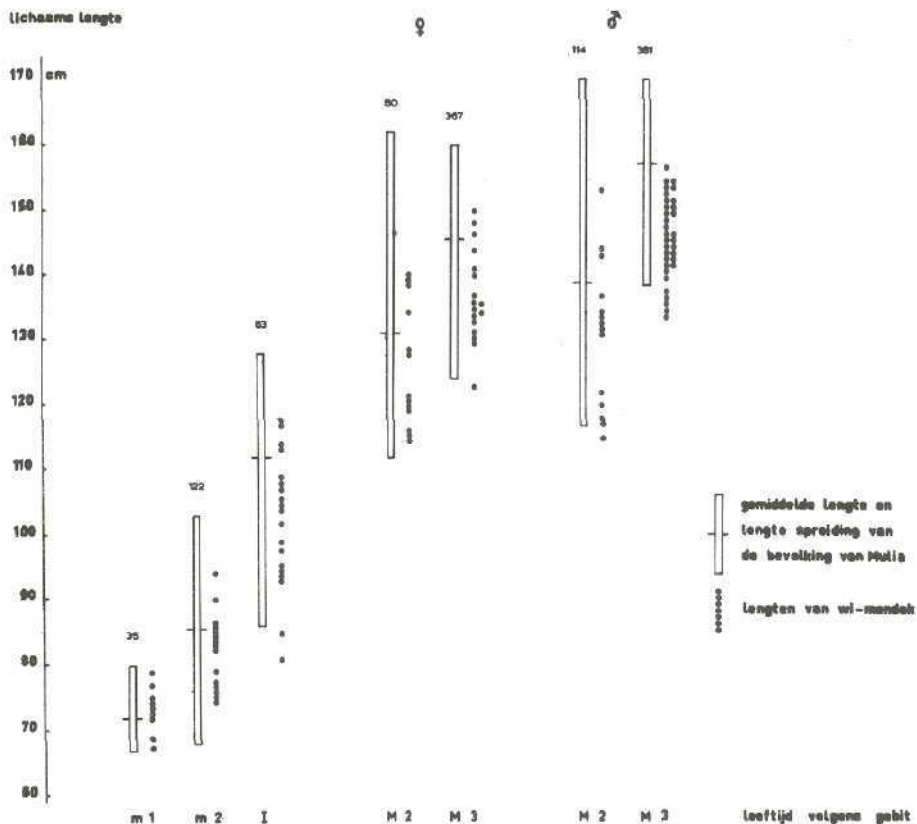 lichaams lengte
♀ ♂
114 381
170 cm
80
367
160
150
140
63
130
120
110
122
100
90
35
80
70
60
gemiddelde lengte en
lengte spreiding van
de bevolking van Mulia
lengten van wi-mendek
m 1 m 2 I M 2 M 3 M 2 M 3 leeftijd volgens gebit